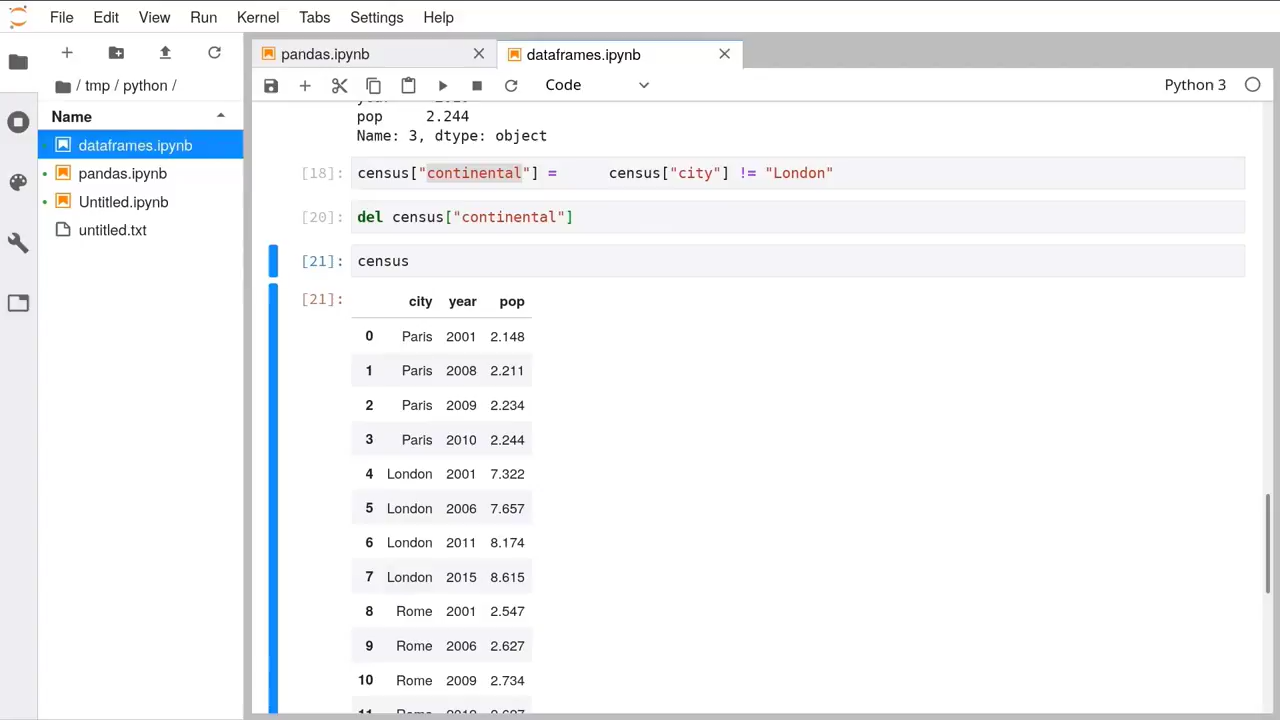 File Edit View Run Kernel Tabs Settings Help
pandas.ipynb
dataframes.ipynb
/ tmp / python /
Code
Python 3
Name
dataframes.ipynb
pandas.ipynb
Untitled.ipynb
untitled.txt
pop 2.244
Name: 3, dtype: object
[18]: census["continental"] = census["city"] != "London"
[20]: del census["continental"]
[21]: census
[21]: city year pop
0 Paris 2001 2.148
1 Paris 2008 2.211
2 Paris 2009 2.234
3 Paris 2010 2.244
4 London 2001 7.322
5 London 2006 7.657
6 London 2011 8.174
7 London 2015 8.615
8 Rome 2001 2.547
9 Rome 2006 2.627
10 Rome 2009 2.734
11 Rome